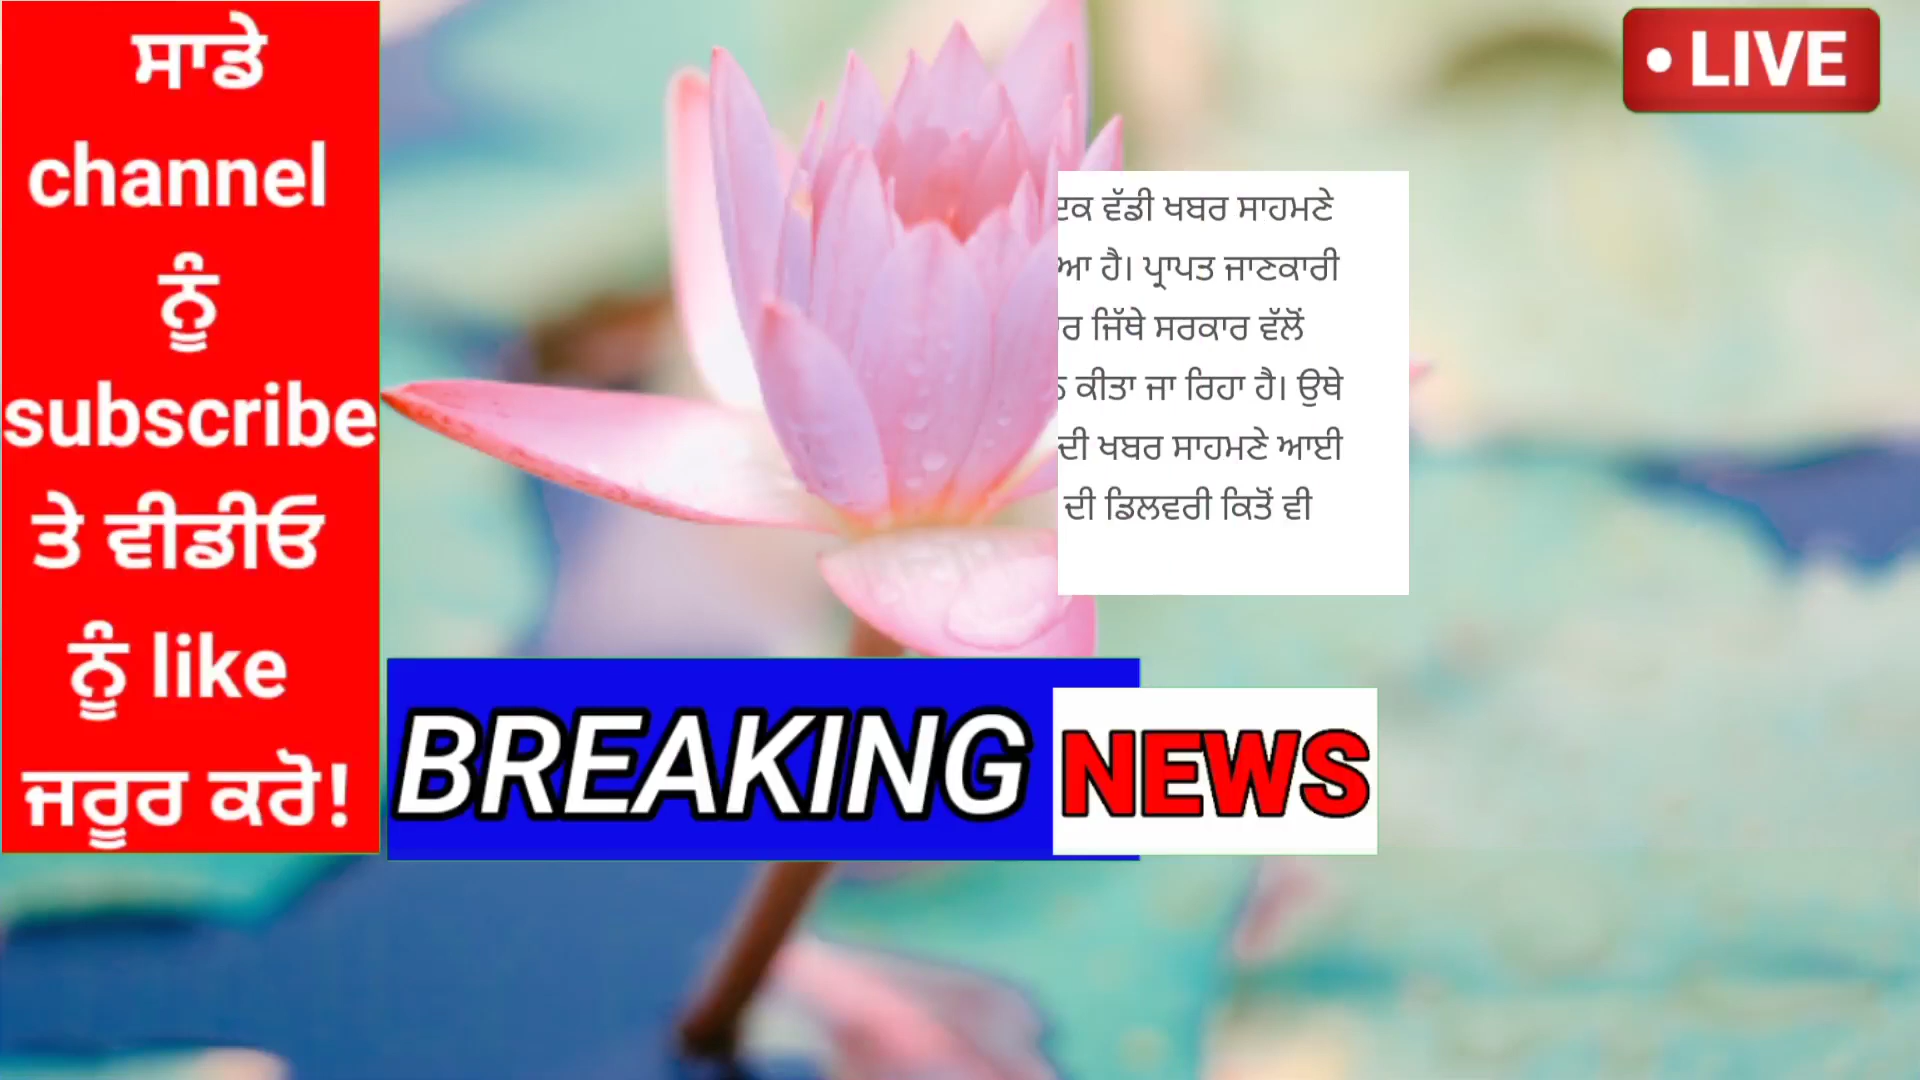 ਸਾਡੇ
channel
ਨੂੰ
subscribe
ਤੇ ਵੀਡੀਓ
ਨੂੰ like
ਜਰੂਰ ਕਰੋ!
• LIVE
ਵੱਡੀ ਖਬਰ ਸਾਹਮਣੇ
ਹੈ। ਪ੍ਰਾਪਤ ਜਾਣਕਾਰੀ
ਜਿੱਥੇ ਸਰਕਾਰ ਵੱਲੋਂ
ਕੀਤਾ ਜਾ ਰਿਹਾ ਹੈ। ਉਥੇ
ਦੀ ਖਬਰ ਸਾਹਮਣੇ ਆਈ
ਦੀ ਡਿਲਵਰੀ ਕਿਤੋਂ ਵੀ
BREAKING NEWS